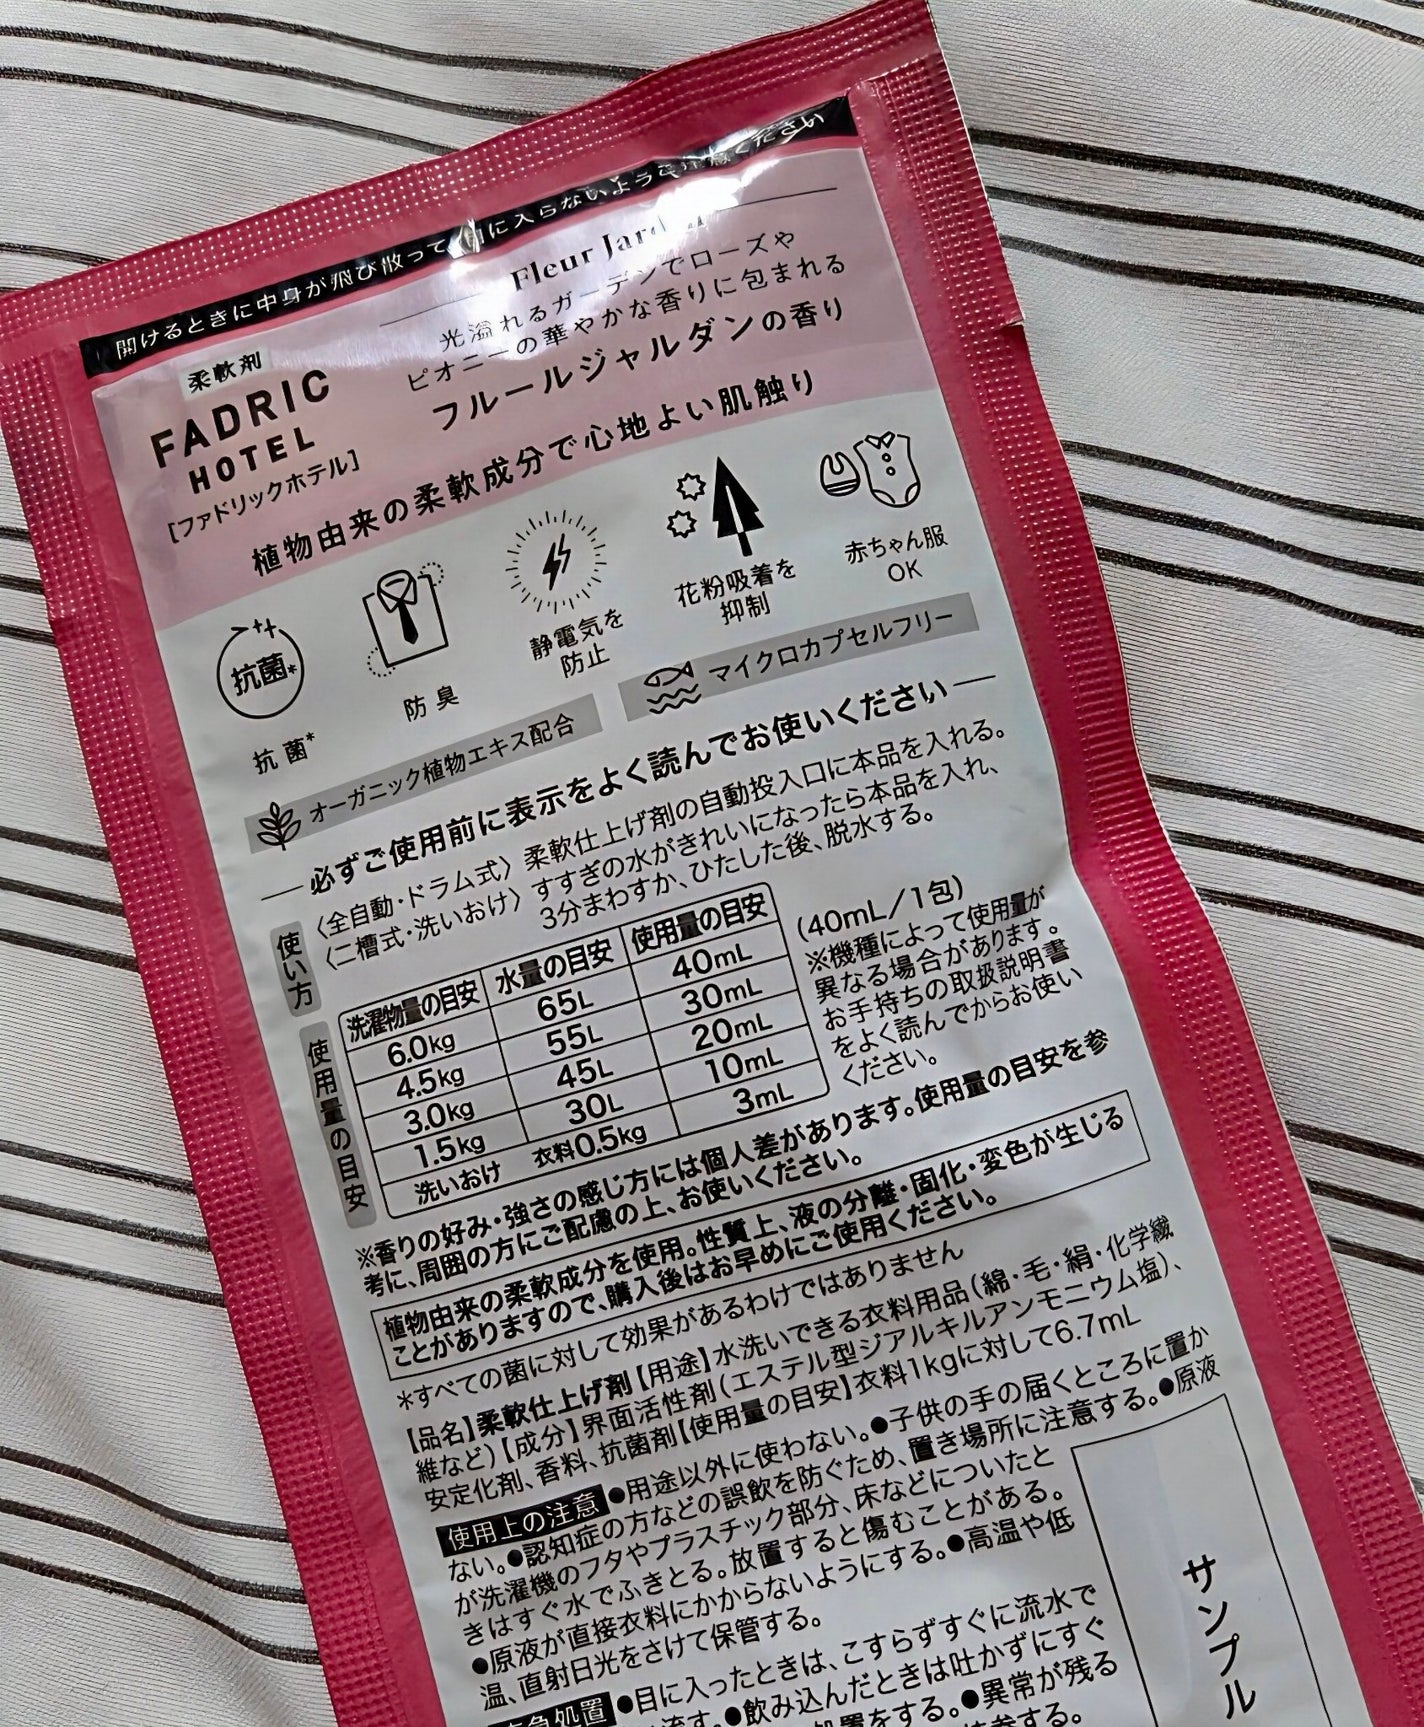 開けるときに中身が飛び散って目に入らないようご注意ください
柔軟剤
FADRIC
HOTEL
[ファドリックホテル]
Fleur Jardin
光溢れるガーデンでローズや
ピオニーの華やかな香りに包まれる
フルールジャルダンの香り
植物由来の柔軟成分で心地よい肌触り
抗菌*
抗菌*
防臭
静電気を
防止
花粉吸着を
抑制
赤ちゃん服
OK
オーガニック植物エキス配合
マイクロカプセルフリー
必ずご使用前に表示をよく読んでお使いください
使い方
〈全自動・ドラム式〉柔軟仕上げ剤の自動投入口に本品を入れる。
〈二槽式・洗いおけ〉すすぎの水がきれいになったら本品を入れ、
3分まわすか、ひたした後、脱水する。
使用量の目安
洗濯物量の目安 水量の目安 使用量の目安
6.0kg 65L 40mL
4.5kg 55L 30mL
3.0kg 45L 20mL
1.5kg 30L 10mL
洗いおけ 衣料0.5kg 3mL
(40mL/1包)
※機種によって使用量が
異なる場合があります。
お手持ちの取扱説明書
をよく読んでからお使い
ください。
※香りの好み・強さの感じ方には個人差があります。使用量の目安を参
考に、周囲の方にご配慮の上、お使いください。
植物由来の柔軟成分を使用。性質上、液の分離・固化・変色が生じる
ことがありますので、購入後はお早めにご使用ください。
*すべての菌に対して効果があるわけではありません
【品名】柔軟仕上げ剤【用途】水洗いできる衣料用品(綿・毛・絹・化学繊
維など)【成分】界面活性剤(エステル型ジアルキルアンモニウム塩)、
安定化剤、香料、抗菌剤【使用量の目安】衣料1kgに対して6.7mL
使用上の注意 ●用途以外に使わない。●子供の手の届くところに置か
ない。●認知症の方などの誤飲を防ぐため、置き場所に注意する。●原液
が洗濯機のフタやプラスチック部分、床などについたと
きはすぐ水でふきとる。放置すると傷むことがある。
●原液が直接衣料にかからないようにする。●高温や低
温、直射日光をさけて保管する。
応急処置 ●目に入ったときは、こすらずすぐに流水で
流す。●飲み込んだときは吐かずにすぐ
処置をする。●異常が残る
サンプル